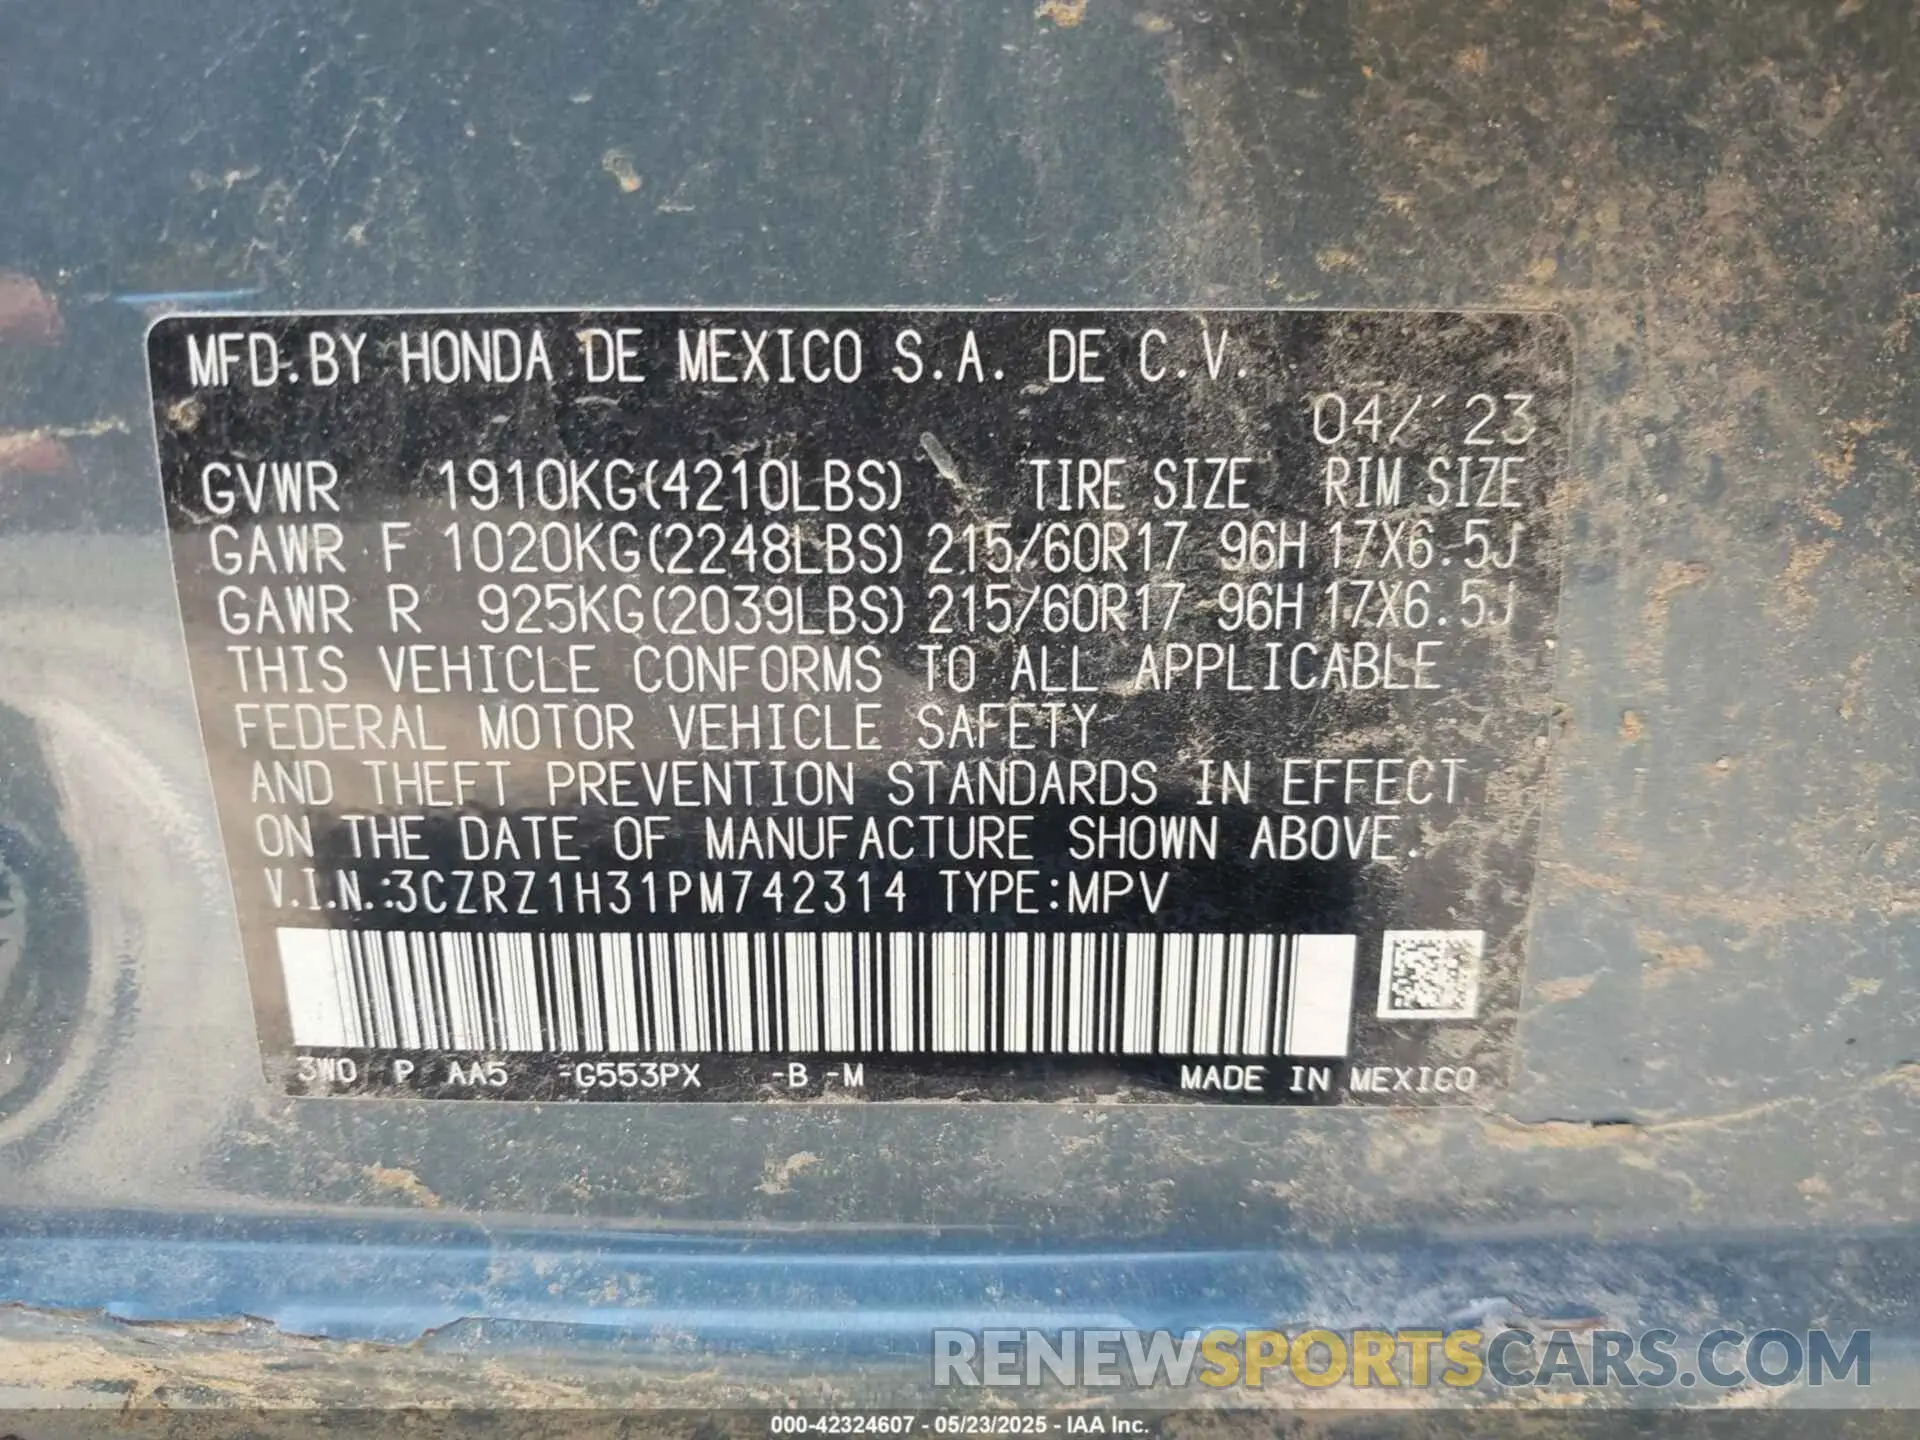 MFD.BY HONDA DE MEXICO S.A. DE C.V.
04/'23
GVWR 1910KG(4210LBS) TIRE SIZE RIM SIZE
GAWR F 1020KG(2248LBS) 215/60R17 96H 17X6.5J
GAWR R 925KG(2039LBS) 215/60R17 96H 17X6.5J
THIS VEHICLE CONFORMS TO ALL APPLICABLE
FEDERAL MOTOR VEHICLE SAFETY
AND THEFT PREVENTION STANDARDS IN EFFECT
ON THE DATE OF MANUFACTURE SHOWN ABOVE.
V.I.N.:3CZRZ1H31PM742314 TYPE:MPV
3W0 P AA5 -G553PX -B -M MADE IN MEXICO
RENEWSPORTSCARS.COM
000-42324607 - 05/23/2025 - IAA Inc.